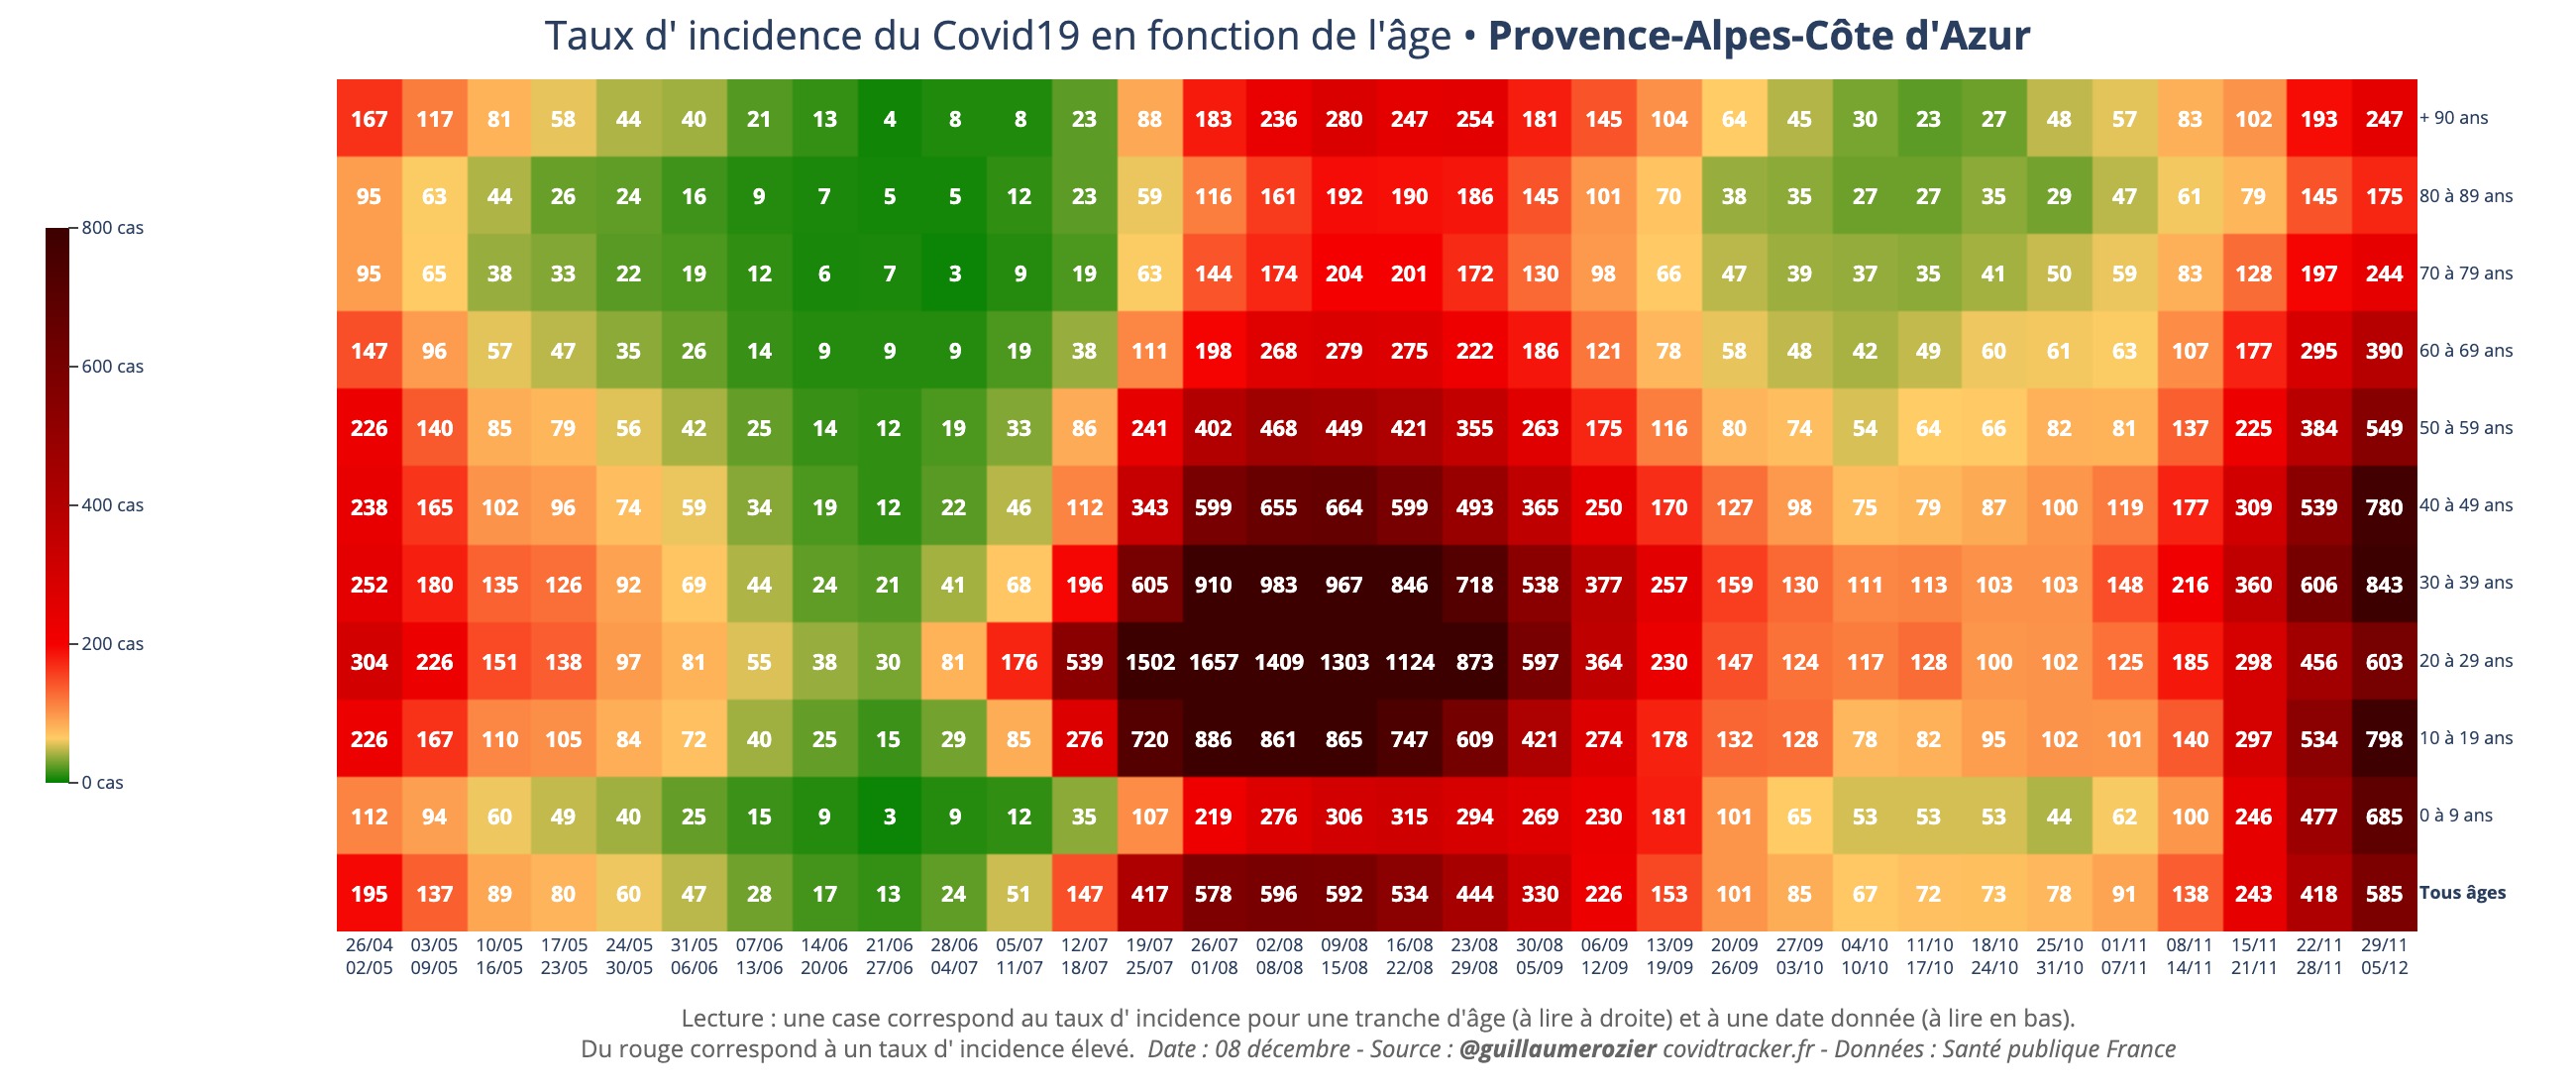 Taux d' incidence du Covid19 en fonction de l'âge • Provence-Alpes-Côte d'Azur
800 cas
600 cas
400 cas
200 cas
0 cas
167 117 81 58 44 40 21 13 4 8 8 23 88 183 236 280 247 254 181 145 104 64 45 30 23 27 48 57 83 102 193 247 + 90 ans
95 63 44 26 24 16 9 7 5 5 12 23 59 116 161 192 190 186 145 101 70 38 35 27 27 35 29 47 61 79 145 175 80 à 89 ans
95 65 38 33 22 19 12 6 7 3 9 19 63 144 174 204 201 172 130 98 66 47 39 37 35 41 50 59 83 128 197 244 70 à 79 ans
147 96 57 47 35 26 14 9 9 9 19 38 111 198 268 279 275 222 186 121 78 58 48 42 49 60 61 63 107 177 295 390 60 à 69 ans
226 140 85 79 56 42 25 14 12 19 33 86 241 402 468 449 421 355 263 175 116 80 74 54 64 66 82 81 137 225 384 549 50 à 59 ans
238 165 102 96 74 59 34 19 12 22 46 112 343 599 655 664 599 493 365 250 170 127 98 75 79 87 100 119 177 309 539 780 40 à 49 ans
252 180 135 126 92 69 44 24 21 41 68 196 605 910 983 967 846 718 538 377 257 159 130 111 113 103 103 148 216 360 606 843 30 à 39 ans
304 226 151 138 97 81 55 38 30 81 176 539 1502 1657 1409 1303 1124 873 597 364 230 147 124 117 128 100 102 125 185 298 456 603 20 à 29 ans
226 167 110 105 84 72 40 25 15 29 85 276 720 886 861 865 747 609 421 274 178 132 128 78 82 95 102 101 140 297 534 798 10 à 19 ans
112 94 60 49 40 25 15 9 3 9 12 35 107 219 276 306 315 294 269 230 181 101 65 53 53 53 44 62 100 246 477 685 0 à 9 ans
195 137 89 80 60 47 28 17 13 24 51 147 417 578 596 592 534 444 330 226 153 101 85 67 72 73 78 91 138 243 418 585 Tous âges
26/04 03/05 10/05 17/05 24/05 31/05 07/06 14/06 21/06 28/06 05/07 12/07 19/07 26/07 02/08 09/08 16/08 23/08 30/08 06/09 13/09 20/09 27/09 04/10 11/10 18/10 25/10 01/11 08/11 15/11 22/11 29/11
02/05 09/05 16/05 23/05 30/05 06/06 13/06 20/06 27/06 04/07 11/07 18/07 25/07 01/08 08/08 15/08 22/08 29/08 05/09 12/09 19/09 26/09 03/10 10/10 17/10 24/10 31/10 07/11 14/11 21/11 28/11 05/12
Lecture : une case correspond au taux d' incidence pour une tranche d'âge (à lire à droite) et à une date donnée (à lire en bas).
Du rouge correspond à un taux d' incidence élevé. Date : 08 décembre - Source : @guillaumerozier covidtracker.fr - Données : Santé publique France